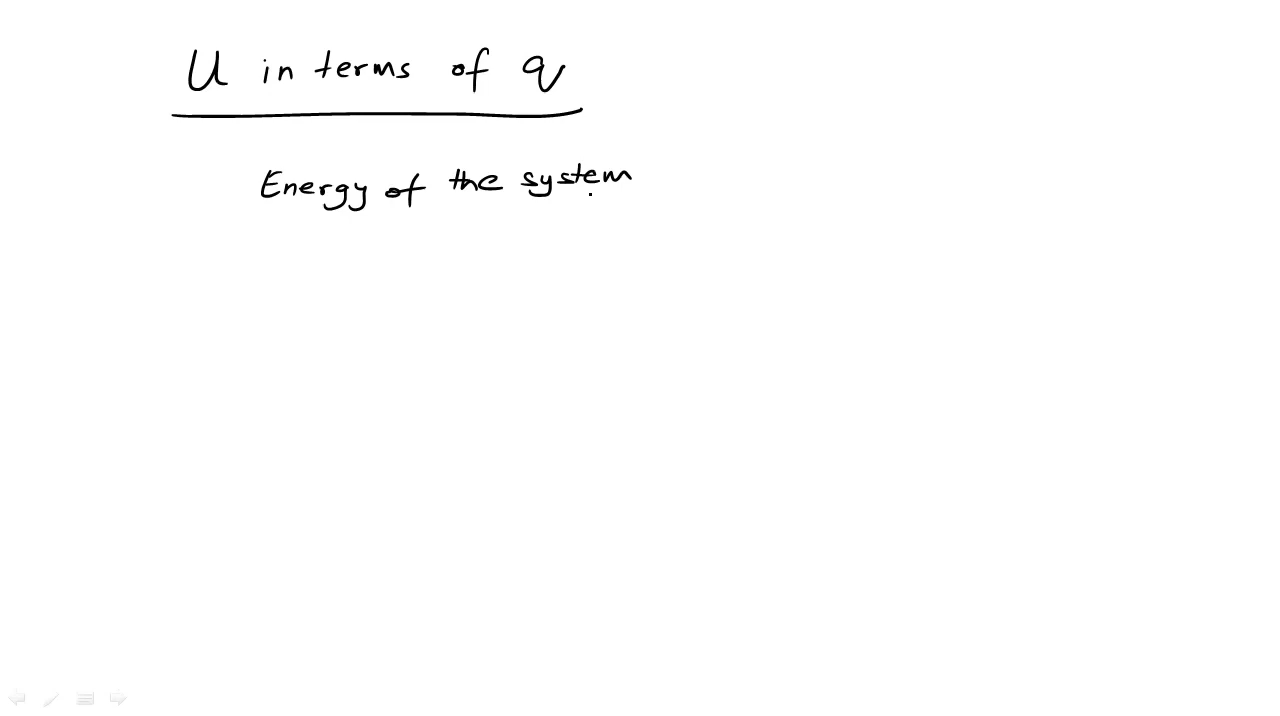 U in terms of q
Energy of the system